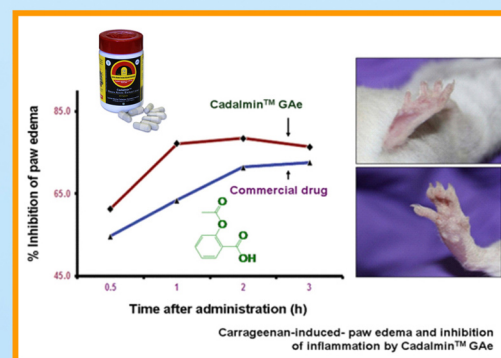 85.0
Cadalmin™ GAe
% Inhibition of paw edema
65.0
Commercial drug
O
O
O
OH
45.0
0.5
1
2
3
Time after administration (h)
Carrageenan-induced- paw edema and inhibition
of inflammation by Cadalmin™ GAe